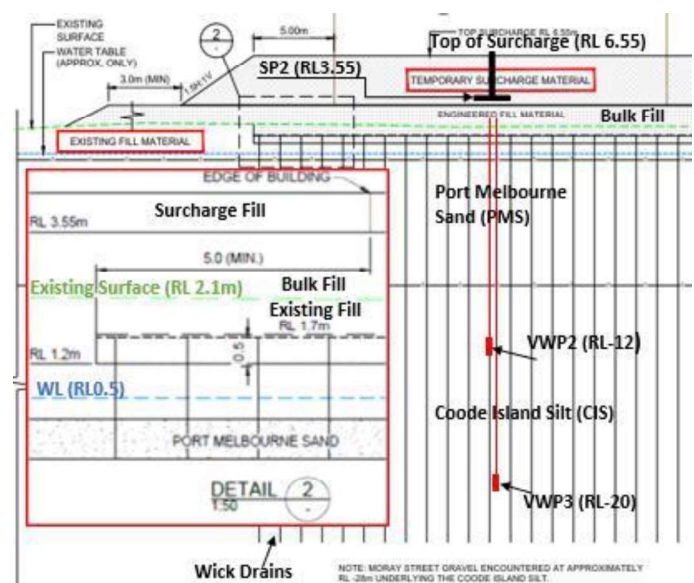 EXISTING
SURFACE
WATER TABLE
(APPROX, ONLY)
2
-
5.00m
TOP SURCHARGE RL 6.55m
Top of Surcharge (RL 6.55)
3.0m (MIN)
1.5H:1V
SP2 (RL3.55)
TEMPORARY SURCHARGE MATERIAL
ENGINEERED FILL MATERIAL
Bulk Fill
EXISTING FILL MATERIAL
EDGE OF BUILDING
Surcharge Fill
RL 3.55m
5.0 (MIN.)
Existing Surface (RL 2.1m)
Bulk Fill
Existing Fill
RL 1.7m
RL 1.2m
0.5
WL (RL0.5)
PORT MELBOURNE SAND
DETAIL
1:50
2
-
Port Melbourne
Sand (PMS)
VWP2 (RL-12)
Coode Island Silt (CIS)
VWP3 (RL-20)
Wick Drains
NOTE: MORAY STREET GRAVEL ENCOUNTERED AT APPROXIMATELY
RL -28m UNDERLYING THE COODE ISLAND SILT.